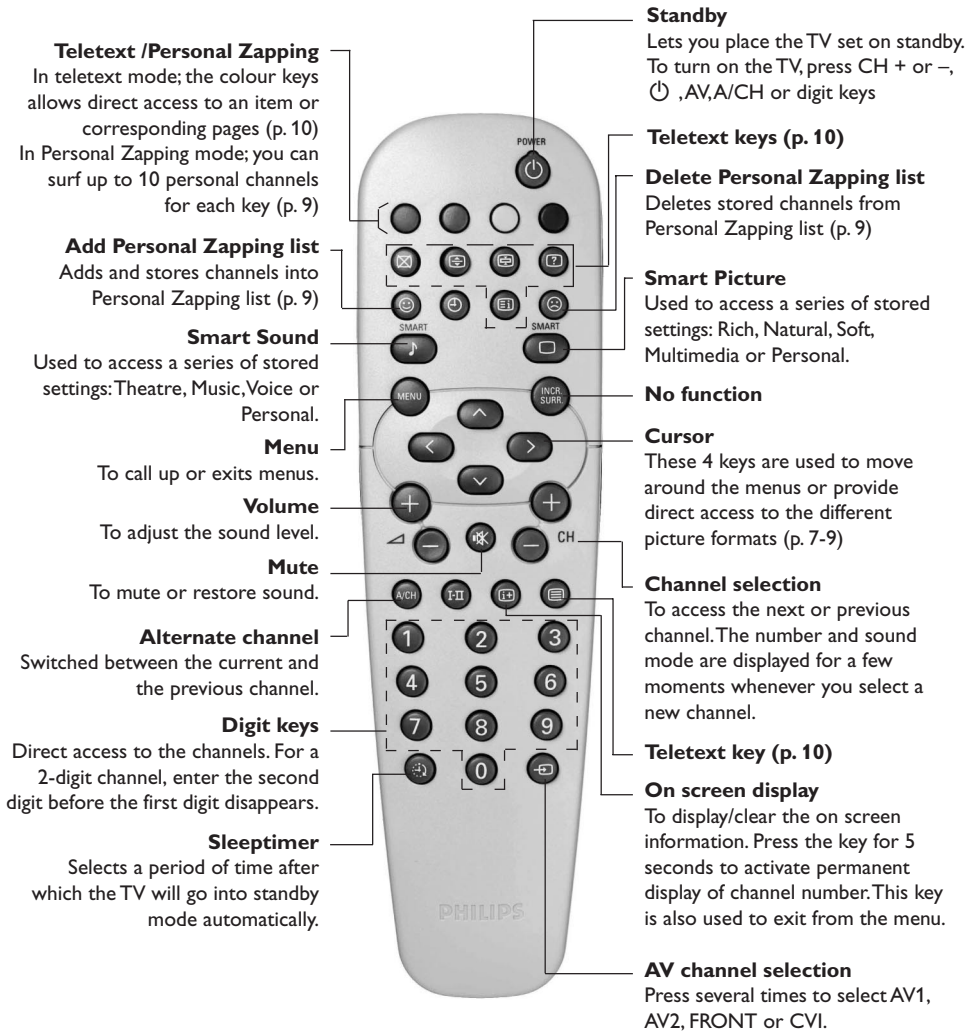 Teletext /Personal Zapping
In teletext mode; the colour keys
allows direct access to an item or
corresponding pages (p. 10)
In Personal Zapping mode; you can
surf up to 10 personal channels
for each key (p. 9)
Add Personal Zapping list
Adds and stores channels into
Personal Zapping list (p. 9)
Smart Sound
Used to access a series of stored
settings: Theatre, Music, Voice or
Personal.
Menu
To call up or exits menus.
Volume
To adjust the sound level.
Mute
To mute or restore sound.
Alternate channel
Switched between the current and
the previous channel.
Digit keys
Direct access to the channels. For a
2-digit channel, enter the second
digit before the first digit disappears.
Sleeptimer
Selects a period of time after
which the TV will go into standby
mode automatically.
POWER
SMART
SMART
MENU
INCR.
SURR.
CH
A/CH
I-II
i+
1
2
3
4
5
6
7
8
9
0
PHILIPS
Standby
Lets you place the TV set on standby.
To turn on the TV, press CH + or –,
, AV, A/CH or digit keys
Teletext keys (p. 10)
Delete Personal Zapping list
Deletes stored channels from
Personal Zapping list (p. 9)
Smart Picture
Used to access a series of stored
settings: Rich, Natural, Soft,
Multimedia or Personal.
No function
Cursor
These 4 keys are used to move
around the menus or provide
direct access to the different
picture formats (p. 7-9)
Channel selection
To access the next or previous
channel. The number and sound
mode are displayed for a few
moments whenever you select a
new channel.
Teletext key (p. 10)
On screen display
To display/clear the on screen
information. Press the key for 5
seconds to activate permanent
display of channel number. This key
is also used to exit from the menu.
AV channel selection
Press several times to select AV1,
AV2, FRONT or CVI.